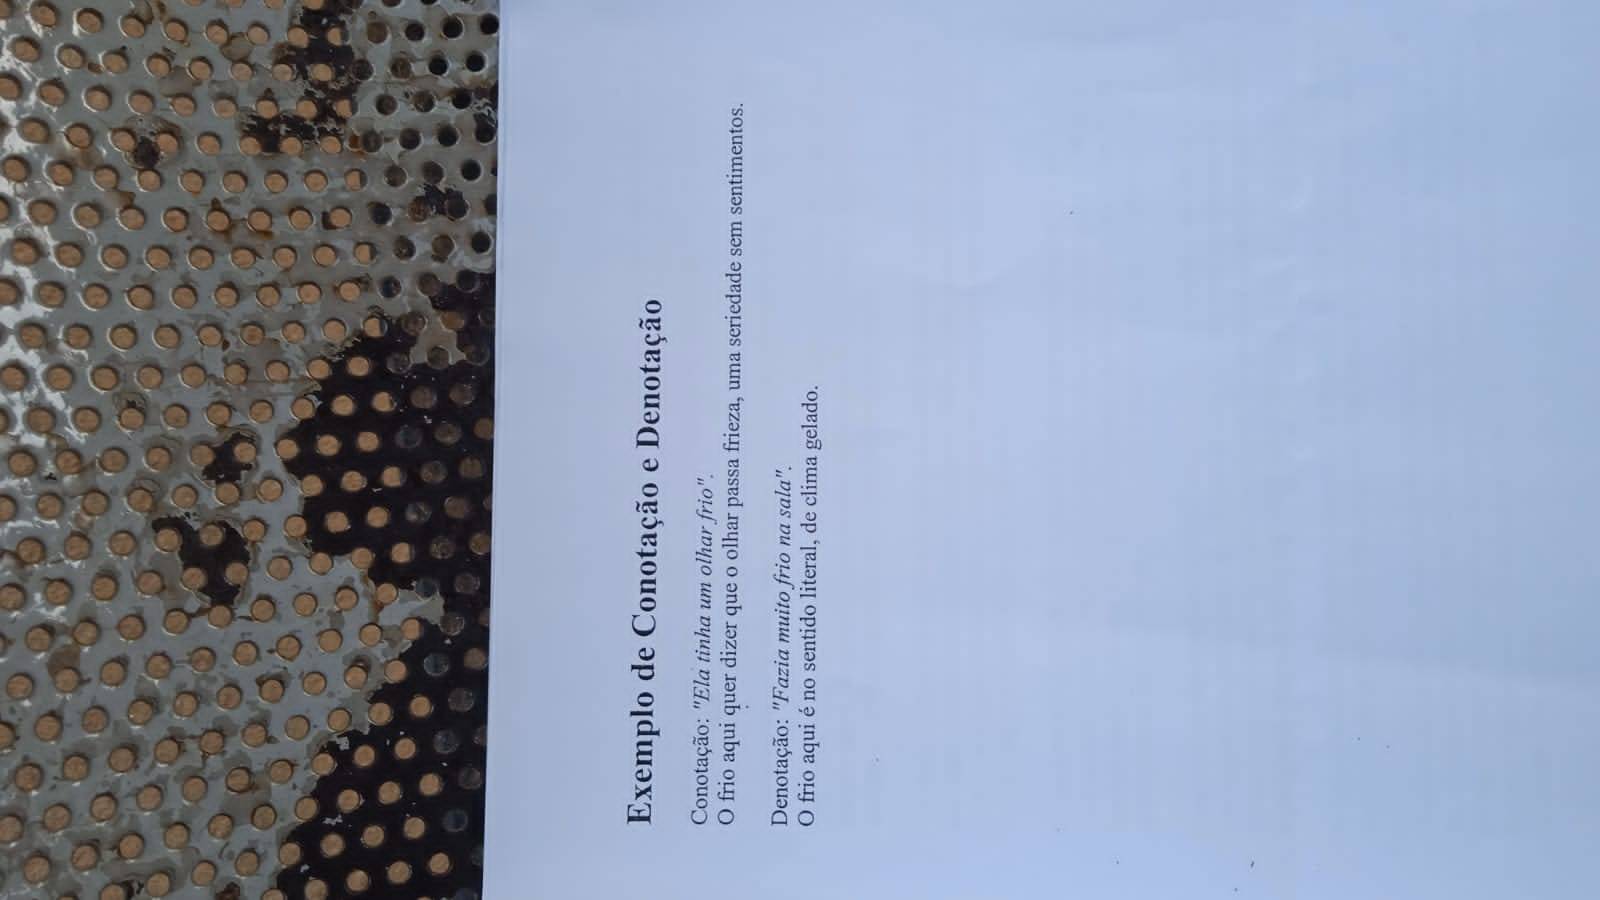 Exemplo de Conotação e Denotação
Conotação: "Ela tinha um olhar frio".
O frio aqui quer dizer que o olhar passa frieza, uma seriedade sem sentimentos.
Denotação: "Fazia muito frio na sala".
O frio aqui é no sentido literal, de clima gelado.